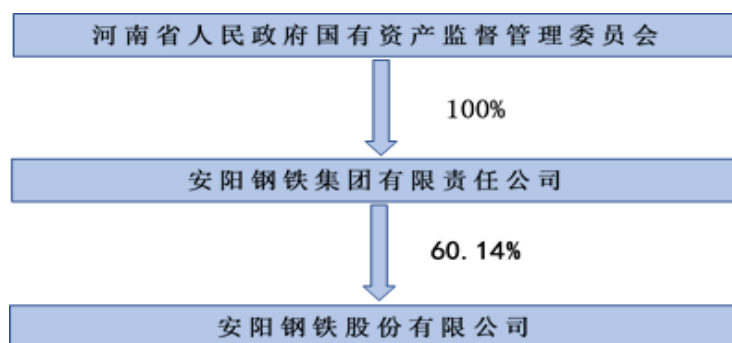 河南省人民政府国有资产监督管理委员会
100%
安阳钢铁集团有限责任公司
60.14%
安阳钢铁股份有限公司